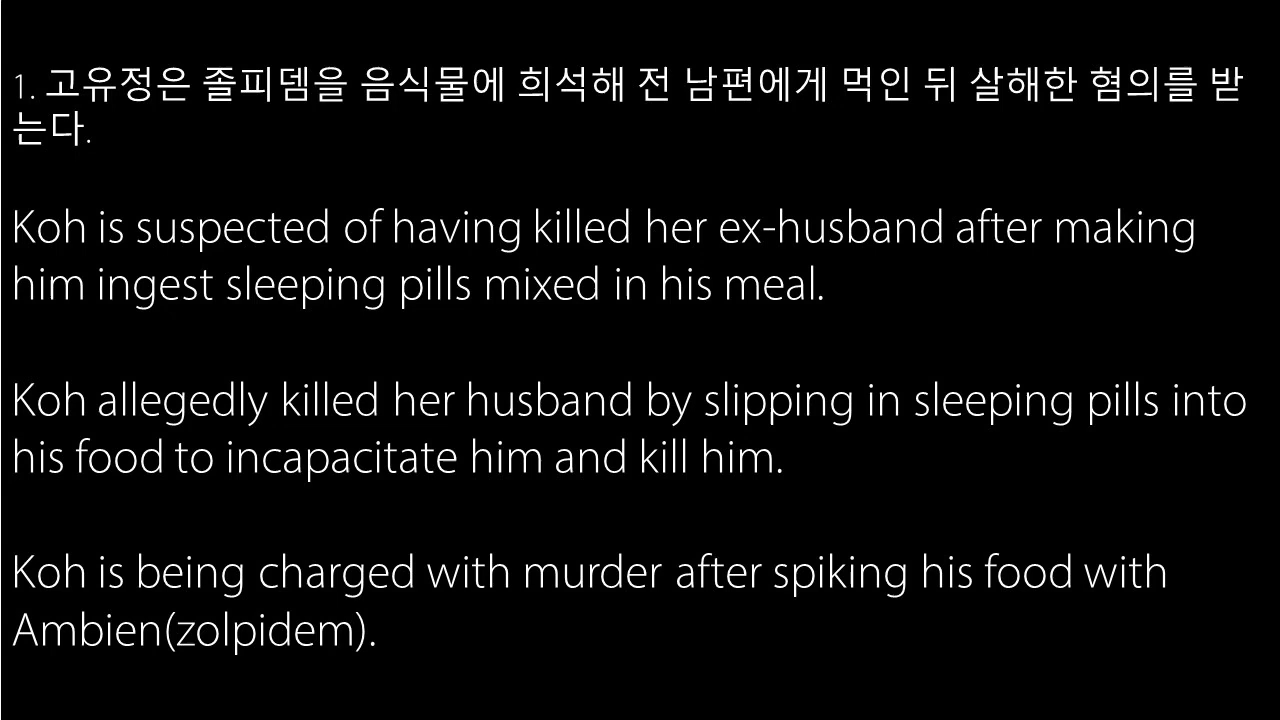 1. 고유정은 졸피뎀을 음식물에 희석해 전 남편에게 먹인 뒤 살해한 혐의를 받
는다.
Koh is suspected of having killed her ex-husband after making
him ingest sleeping pills mixed in his meal.
Koh allegedly killed her husband by slipping in sleeping pills into
his food to incapacitate him and kill him.
Koh is being charged with murder after spiking his food with
Ambien(zolpidem).